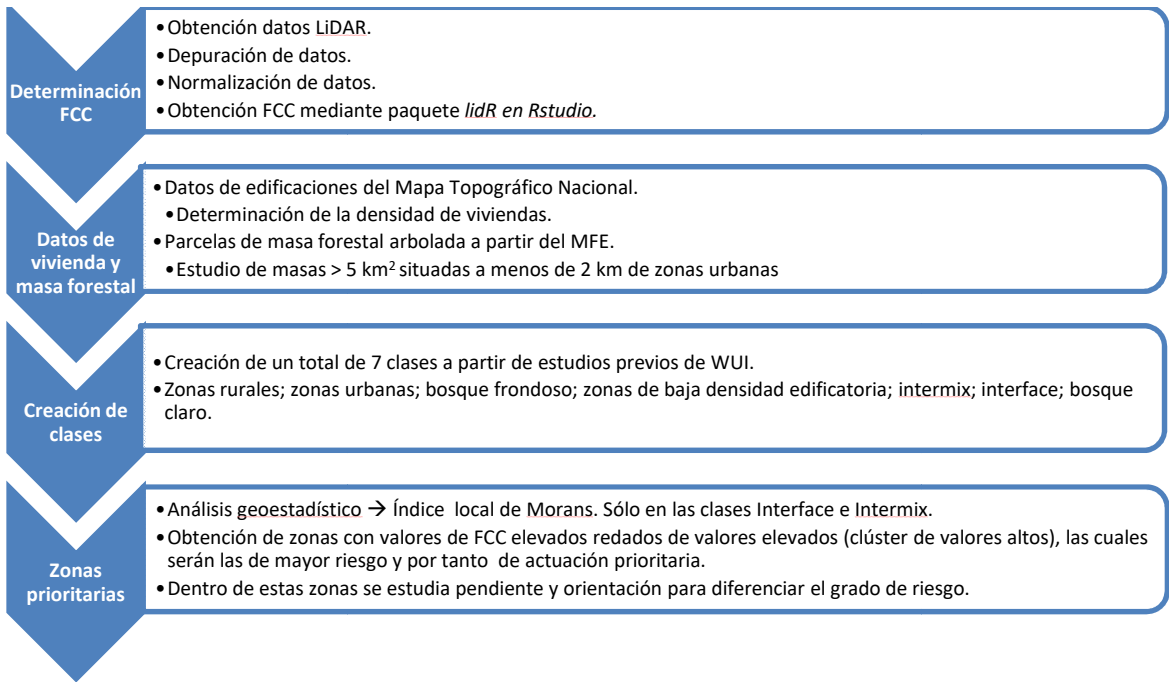 Determinación
FCC
•Obtención datos LiDAR.
•Depuración de datos.
•Normalización de datos.
•Obtención FCC mediante paquete lidR en Rstudio.
Datos de
vivienda y
masa forestal
•Datos de edificaciones del Mapa Topográfico Nacional.
•Determinación de la densidad de viviendas.
•Parcelas de masa forestal arbolada a partir del MFE.
•Estudio de masas > 5 km² situadas a menos de 2 km de zonas urbanas
Creación de
clases
•Creación de un total de 7 clases a partir de estudios previos de WUI.
•Zonas rurales; zonas urbanas; bosque frondoso; zonas de baja densidad edificatoria; intermix; interface; bosque
claro.
Zonas
prioritarias
•Análisis geoestadístico → Índice local de Morans. Sólo en las clases Interface e Intermix.
•Obtención de zonas con valores de FCC elevados redados de valores elevados (clúster de valores altos), las cuales
serán las de mayor riesgo y por tanto de actuación prioritaria.
•Dentro de estas zonas se estudia pendiente y orientación para diferenciar el grado de riesgo.